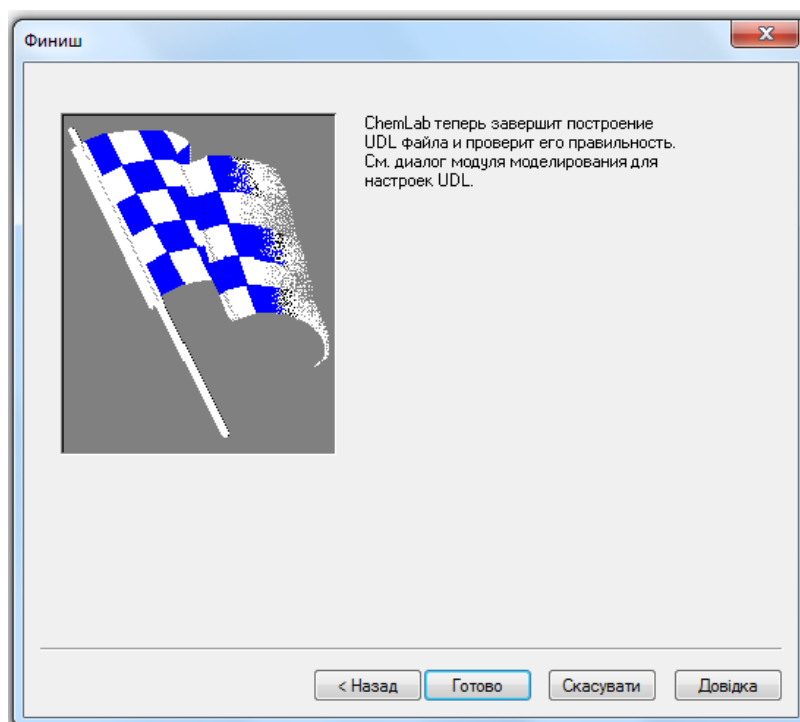 Финиш
ChemLab теперь завершит построение
UDL файла и проверит его правильность.
См. диалог модуля моделирования для
настроек UDL.
< Назад
Готово
Скасувати
Довідка